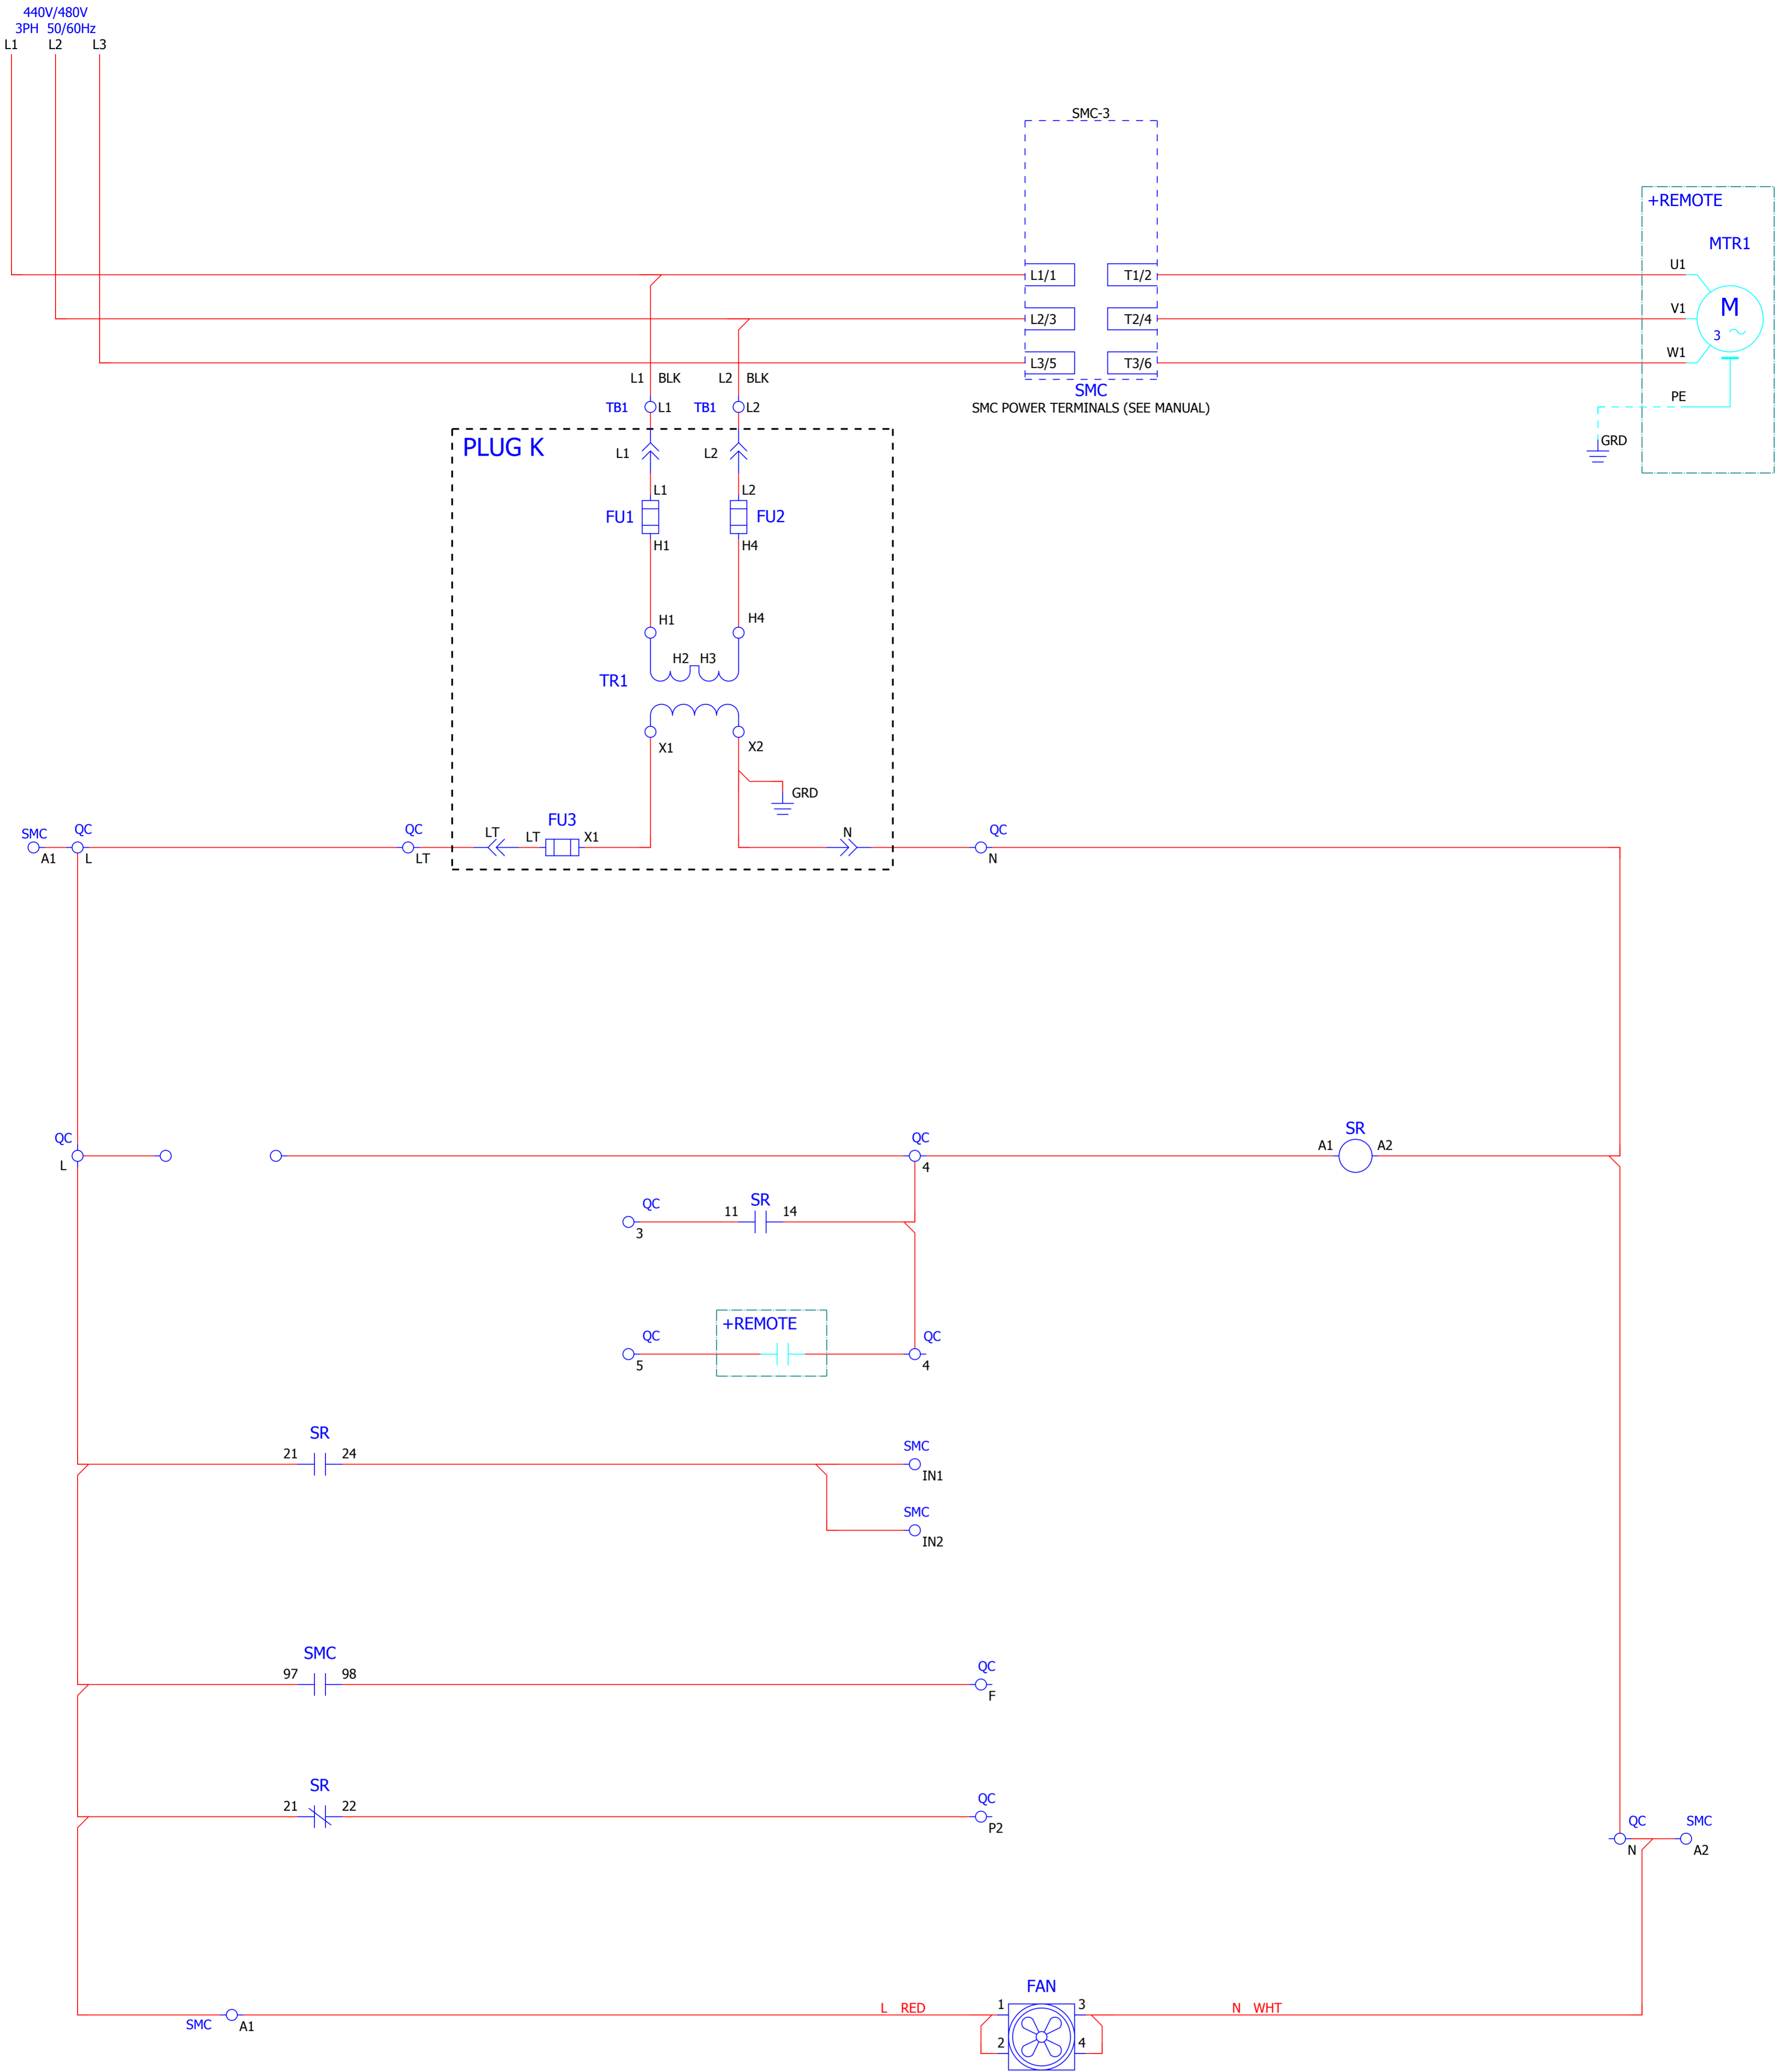 440V/480V
3PH 50/60Hz
L1 L2 L3
SMC-3
+REMOTE
MTR1
U1
L1/1 T1/2
V1 M
L2/3 T2/4
3
W1
L3/5 T3/6
L1 BLK L2 BLK
SMC
PE
TB1 L1 TB1 L2
SMC POWER TERMINALS (SEE MANUAL)
GRD
PLUG K
L1 L2
L1 L2
FU1 FU2
H1 H4
H1 H4
H2 H3
TR1
X1 X2
GRD
FU3
SMC QC QC LT LT X1 N QC
A1 L LT N
QC QC SR
A1 A2
L 4
QC SR
11 14
3
+REMOTE
QC QC
5 4
SR
21 24 SMC
IN1
SMC
IN2
SMC
97 98 QC
F
SR
21 22 QC
P2
QC SMC
N A2
FAN
L RED 1 3 N WHT
SMC A1
2 4